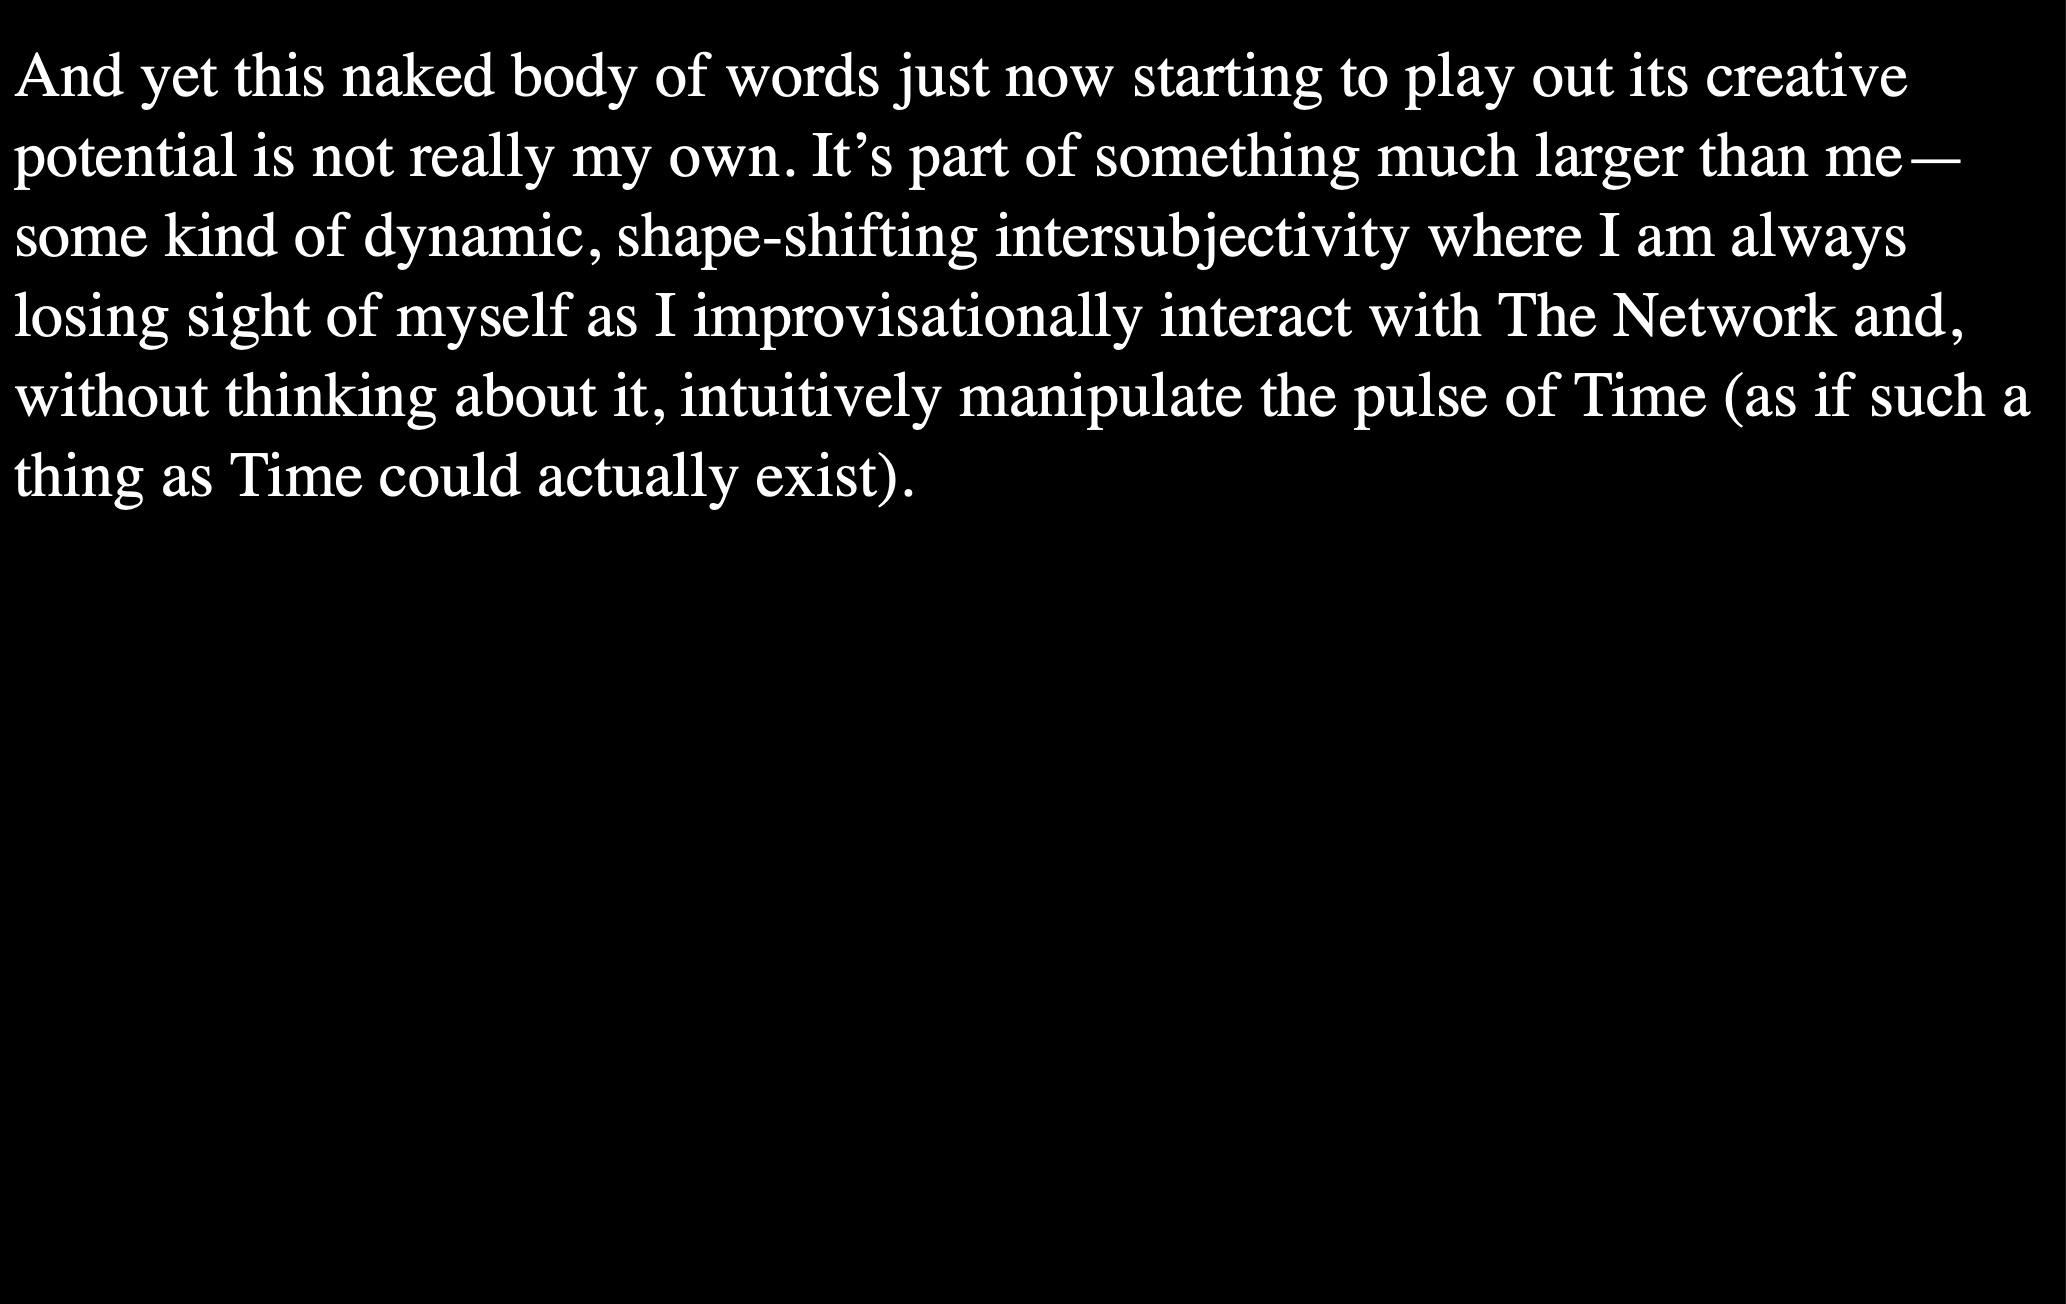 And yet this naked body of words just now starting to play out its creative
potential is not really my own. It’s part of something much larger than me—
some kind of dynamic, shape-shifting intersubjectivity where I am always
losing sight of myself as I improvisationally interact with The Network and,
without thinking about it, intuitively manipulate the pulse of Time (as if such a
thing as Time could actually exist).